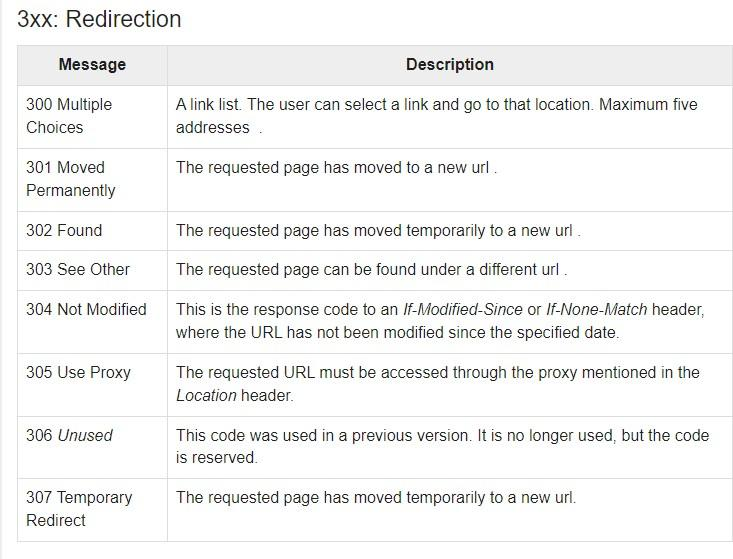 3xx: Redirection
Message Description
300 Multiple
Choices
A link list. The user can select a link and go to that location. Maximum five
addresses .
301 Moved
Permanently
The requested page has moved to a new url .
302 Found
The requested page has moved temporarily to a new url .
303 See Other
The requested page can be found under a different url .
304 Not Modified
This is the response code to an If-Modified-Since or If-None-Match header,
where the URL has not been modified since the specified date.
305 Use Proxy
The requested URL must be accessed through the proxy mentioned in the
Location header.
306 Unused
This code was used in a previous version. It is no longer used, but the code
is reserved.
307 Temporary
Redirect
The requested page has moved temporarily to a new url.